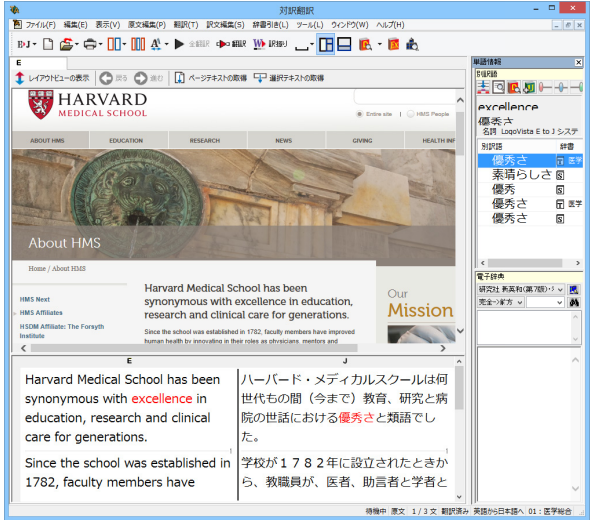 対訳翻訳
ファイル(F) 編集(E) 表示(V) 原文編集(P) 翻訳(T) 訳文編集(S) 辞書引き(L) ツール(L) ウィンドウ(W) ヘルプ(H)
全翻訳 翻訳 訳振り
E
レイアウトビューの表示 戻る 進む ページテキストの取得 選択テキストの取得
HARVARD
MEDICAL SCHOOL
Entire site HMS People
ABOUT HMS EDUCATION RESEARCH NEWS GIVING HEALTH INF
About HMS
Home / About HMS
HMS Next
HMS Affiliates
HSDM Affiliate: The Forsyth
Institute
Harvard Medical School has been
synonymous with excellence in education,
research and clinical care for generations.
Since the school was established in 1782, faculty members have improved
human health by innovating in their roles as physicians, mentors and
Our
Mission
E J
Harvard Medical School has been
synonymous with excellence in
education, research and clinical
care for generations.
Since the school was established in
1782, faculty members have
ハーバード・メディカルスクールは何
世代もの間（今まで）教育、研究と病
院の世話における優秀さと類語でし
た。
学校が１７８２年に設立されたときか
ら、教職員が、医者、助言者と学者と
単語情報
別訳語
excellence
優秀さ
名詞 LogoVista E to J システ
別訳語 辞書
優秀さ 医学
素晴らしさ
優秀
優秀さ 医学
優秀さ
電子辞典
研究社 新英和(第7版)・
完全->前方
待機中 原文 1 / 3 文 翻訳済み 英語から日本語へ 01：医学総合